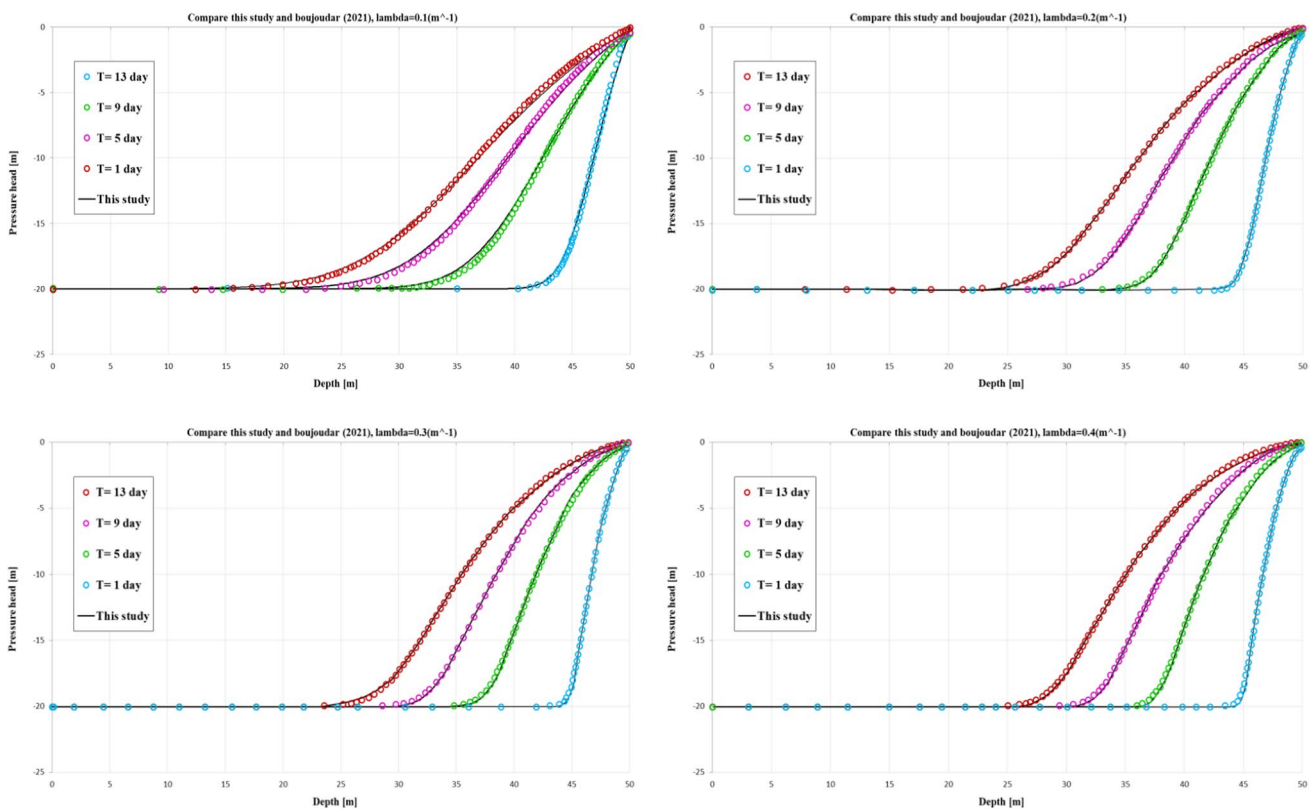 Compare this study and boujoudar (2021), lambda=0.1(m^-1)
0
-5
-10
-15
-20
-25
Pressure head [m]
T= 13 day
T= 9 day
T= 5 day
T= 1 day
This study
0 5 10 15 20 25 30 35 40 45 50
Depth [m]
Compare this study and boujoudar (2021), lambda=0.2(m^-1)
0
-5
-10
-15
-20
-25
Pressure head [m]
T= 13 day
T= 9 day
T= 5 day
T= 1 day
This study
0 5 10 15 20 25 30 35 40 45 50
Depth [m]
Compare this study and boujoudar (2021), lambda=0.3(m^-1)
0
-5
-10
-15
-20
-25
Pressure head [m]
T= 13 day
T= 9 day
T= 5 day
T= 1 day
This study
0 5 10 15 20 25 30 35 40 45 50
Depth [m]
Compare this study and boujoudar (2021), lambda=0.4(m^-1)
0
-5
-10
-15
-20
-25
Pressure head [m]
T= 13 day
T= 9 day
T= 5 day
T= 1 day
This study
0 5 10 15 20 25 30 35 40 45 50
Depth [m]